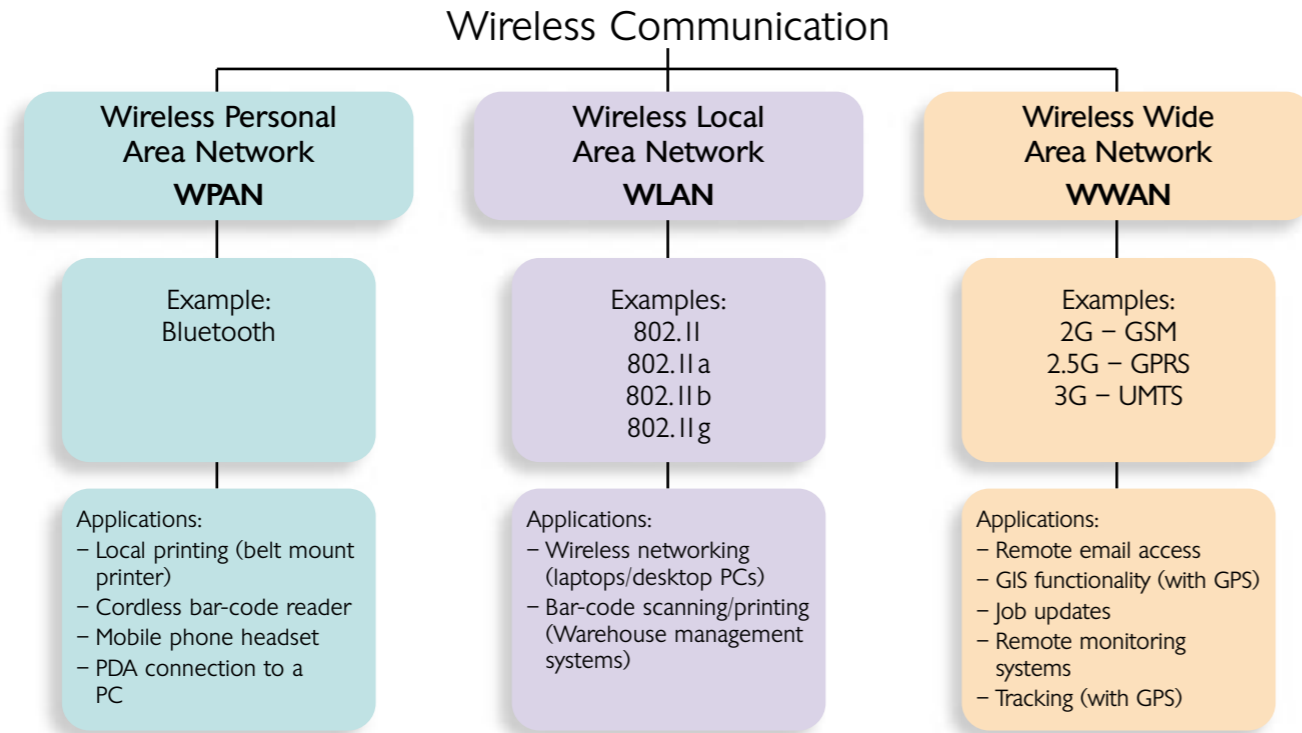 Wireless Communication
Wireless Personal
Area Network
WPAN
Example:
Bluetooth
Applications:
– Local printing (belt mount
printer)
– Cordless bar-code reader
– Mobile phone headset
– PDA connection to a
PC
Wireless Local
Area Network
WLAN
Examples:
802.11
802.11a
802.11b
802.11g
Applications:
– Wireless networking
(laptops/desktop PCs)
– Bar-code scanning/printing
(Warehouse management
systems)
Wireless Wide
Area Network
WWAN
Examples:
2G – GSM
2.5G – GPRS
3G – UMTS
Applications:
– Remote email access
– GIS functionality (with GPS)
– Job updates
– Remote monitoring
systems
– Tracking (with GPS)